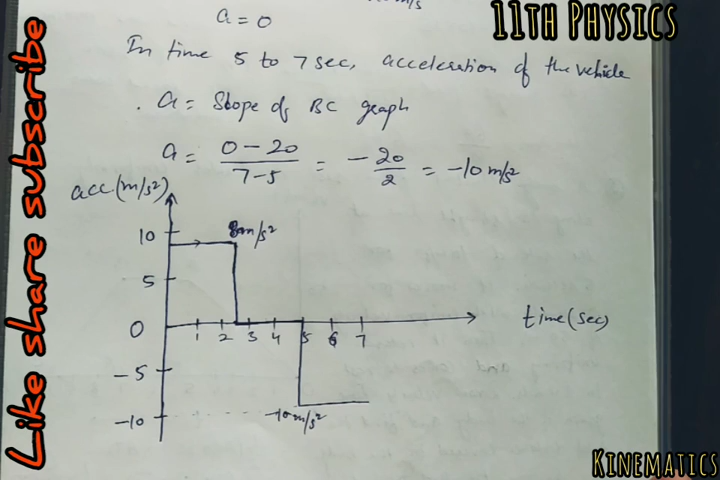 11th Physics
a = 0
In time 5 to 7 sec, acceleration of the vehicle
. a = Slope of BC graph
a = 0 - 20 / 7 - 5 = - 20 / 2 = -10 m/s²
acc (m/s²)
10
8 m/s²
5
0
1 2 3 4 5 6 7
time (sec)
-5
-10
-10 m/s²
Like share subscribe
Kinematics